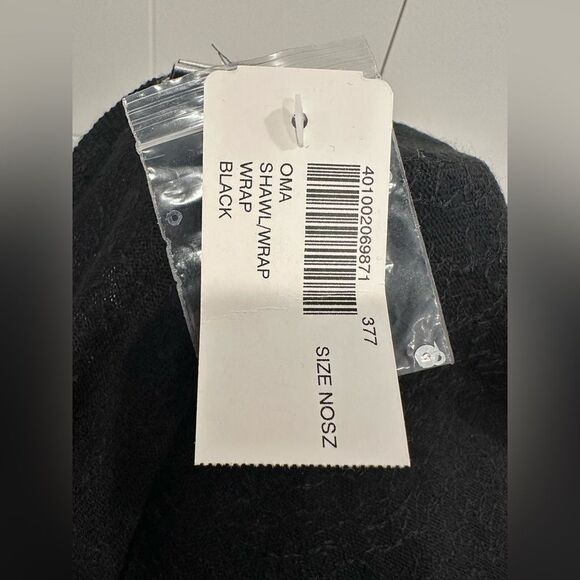 401002069871
377
SIZE NOSZ
OMA
SHAWL/WRAP
WRAP
BLACK